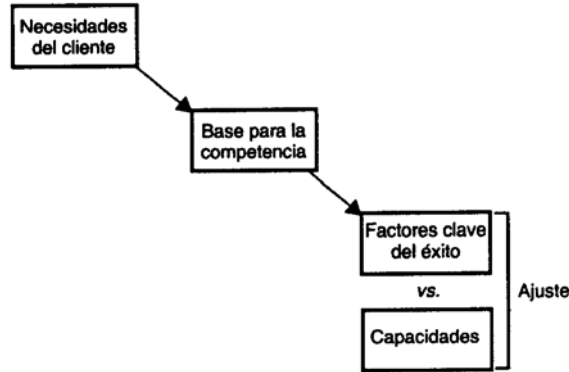 Necesidades
del cliente
Base para la
competencia
Factores clave
del éxito
vs.
Ajuste
Capacidades